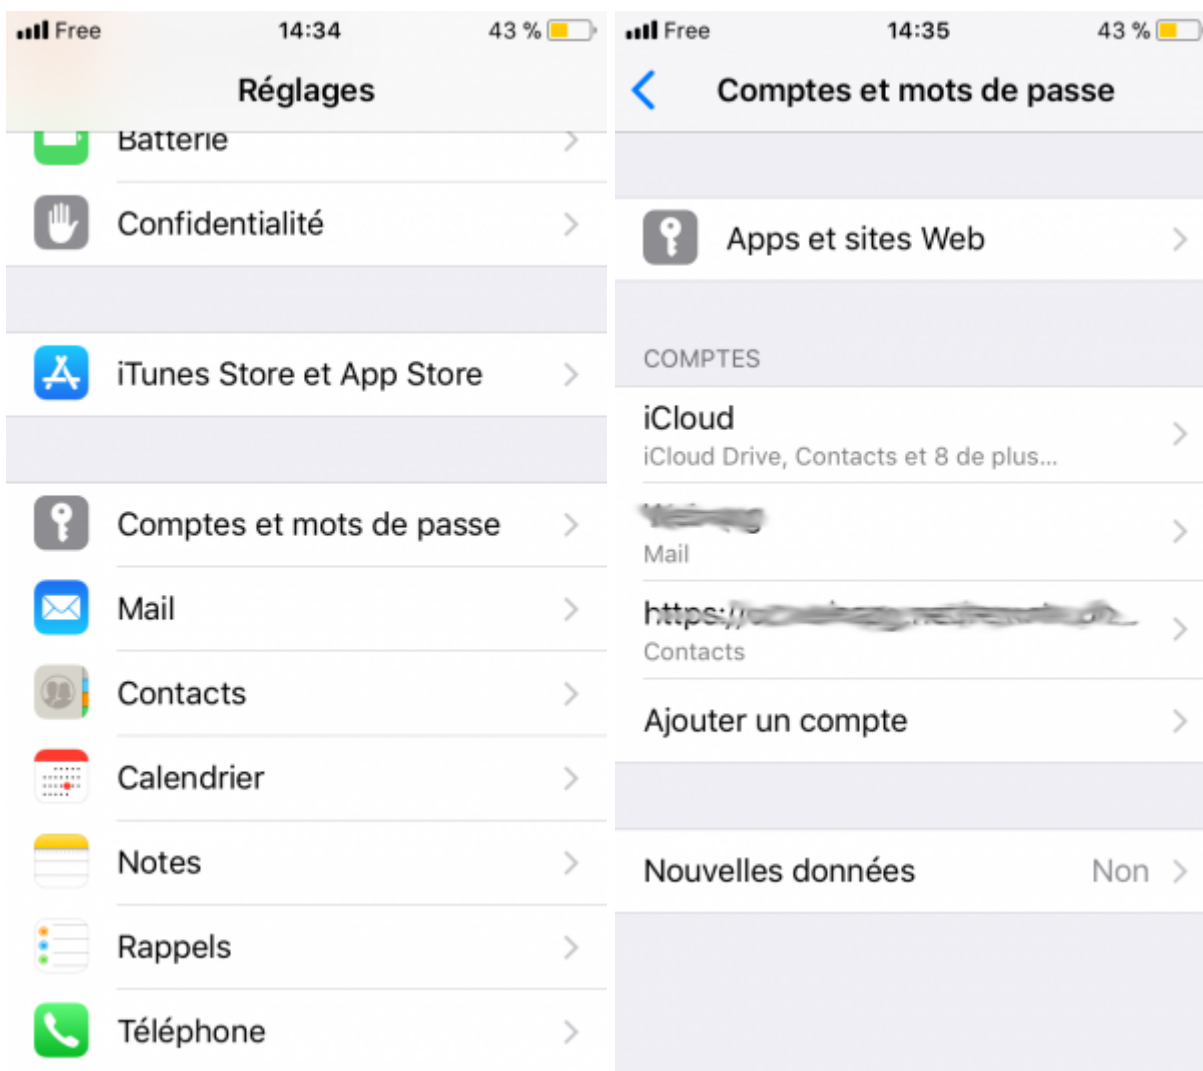 Free 14:34 43 %
Réglages
Batterie
Confidentialité
iTunes Store et App Store
Comptes et mots de passe
Mail
Contacts
Calendrier
Notes
Rappels
Téléphone
Free 14:35 43 %
Comptes et mots de passe
Apps et sites Web
COMPTES
iCloud
iCloud Drive, Contacts et 8 de plus...
Mail
https://
Contacts
Ajouter un compte
Nouvelles données Non